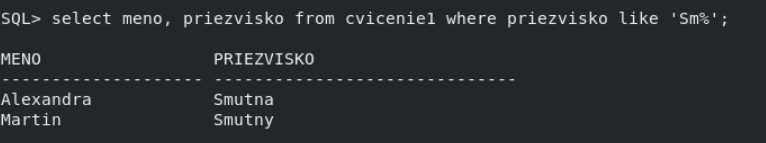 SQL> select meno, priezvisko from cvicenie1 where priezvisko like 'Sm%';
MENO                 PRIEZVISKO
-------------------- ------------------------------
Alexandra            Smutna
Martin               Smutny